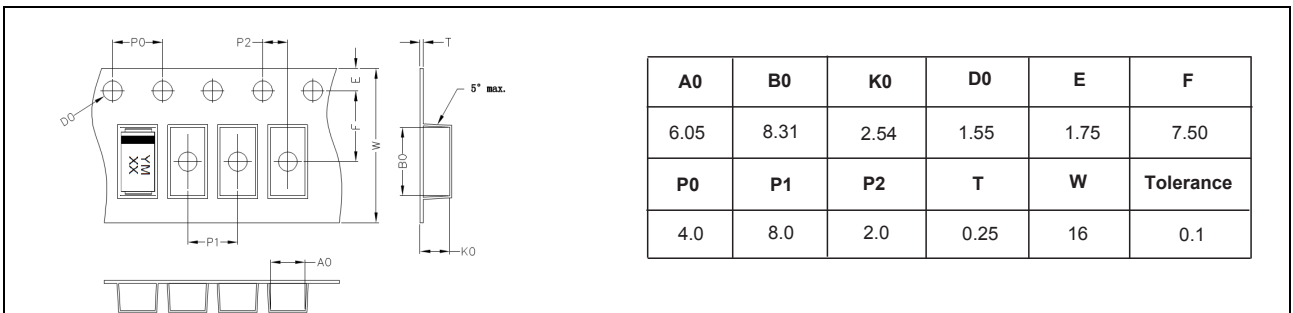 P0
P2
T
E
5° max.
D0
F
W
B0
YM
XX
P1
K0
A0
A0 B0 K0 D0 E F
6.05 8.31 2.54 1.55 1.75 7.50
P0 P1 P2 T W Tolerance
4.0 8.0 2.0 0.25 16 0.1